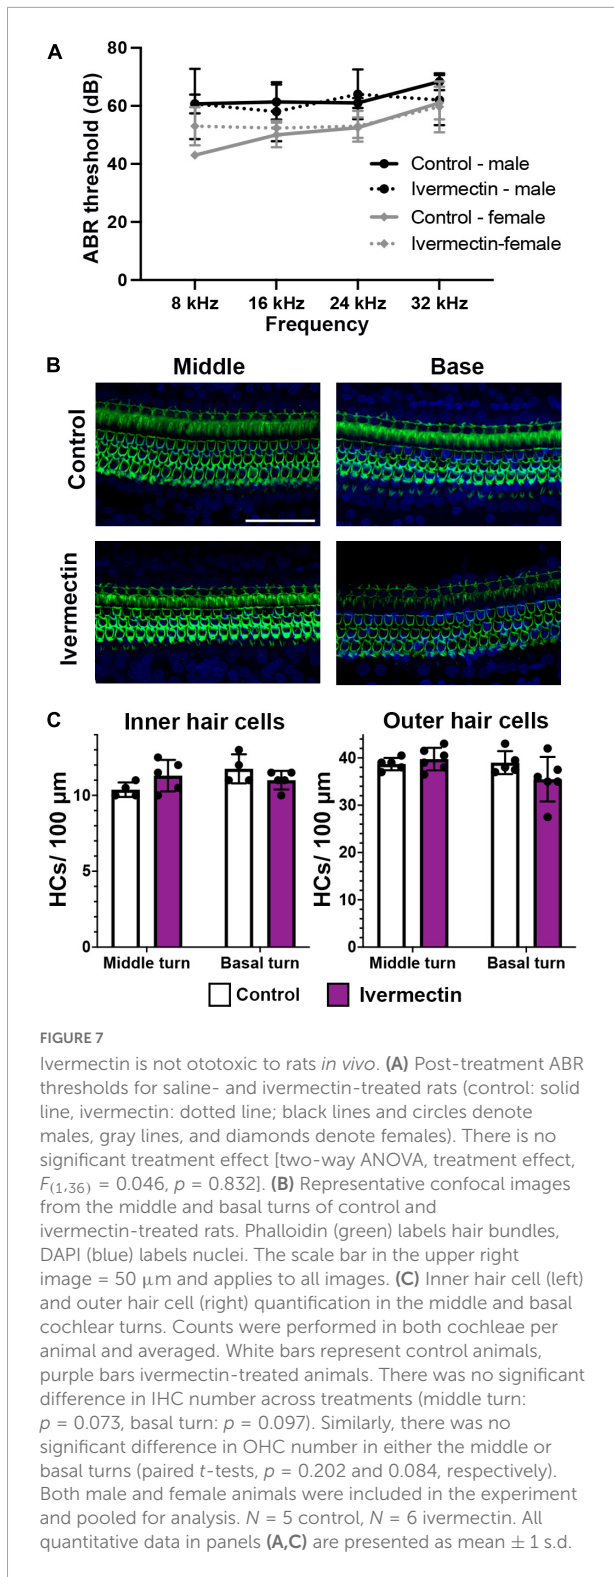 A
80
60
40
20
0
ABR threshold (dB)
Control - male
Ivermectin - male
Control - female
Ivermectin-female
8 kHz 16 kHz 24 kHz 32 kHz
Frequency
B
Middle Base
Control
Ivermectin
C
Inner hair cells Outer hair cells
HCs/ 100 µm
10
5
0
HCs/ 100 µm
40
30
20
10
0
Middle turn Basal turn Middle turn Basal turn
Control Ivermectin
FIGURE 7
Ivermectin is not ototoxic to rats in vivo. (A) Post-treatment ABR
thresholds for saline- and ivermectin-treated rats (control: solid
line, ivermectin: dotted line; black lines and circles denote
males, gray lines, and diamonds denote females). There is no
significant treatment effect [two-way ANOVA, treatment effect,
F(1,36) = 0.046, p = 0.832]. (B) Representative confocal images
from the middle and basal turns of control and
ivermectin-treated rats. Phalloidin (green) labels hair bundles,
DAPI (blue) labels nuclei. The scale bar in the upper right
image = 50 μm and applies to all images. (C) Inner hair cell (left)
and outer hair cell (right) quantification in the middle and basal
cochlear turns. Counts were performed in both cochleae per
animal and averaged. White bars represent control animals,
purple bars ivermectin-treated animals. There was no significant
difference in IHC number across treatments (middle turn:
p = 0.073, basal turn: p = 0.097). Similarly, there was no
significant difference in OHC number in either the middle or
basal turns (paired t-tests, p = 0.202 and 0.084, respectively).
Both male and female animals were included in the experiment
and pooled for analysis. N = 5 control, N = 6 ivermectin. All
quantitative data in panels (A,C) are presented as mean ± 1 s.d.